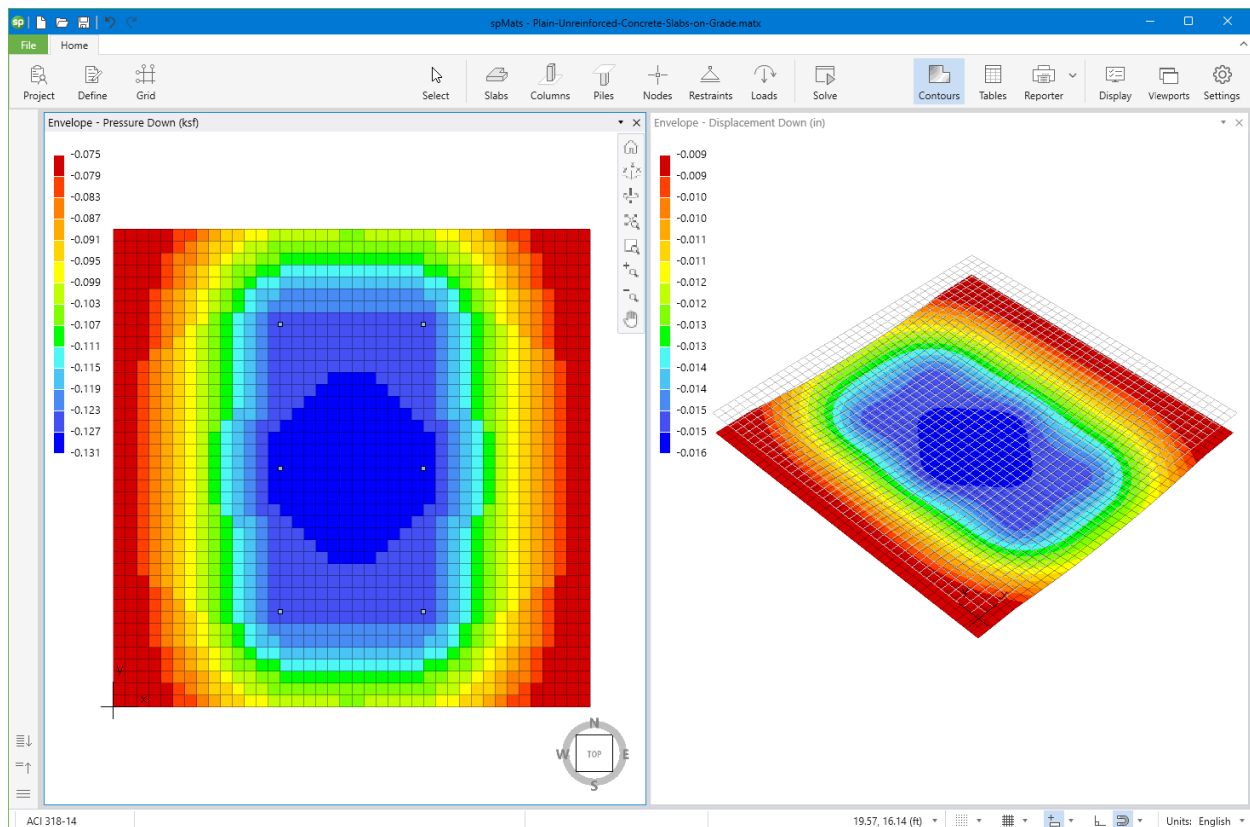 sp
spMats - Plain-Unreinforced-Concrete-Slabs-on-Grade.matx
File
Home
Project
Define
Grid
Select
Slabs
Columns
Piles
Nodes
Restraints
Loads
Solve
Contours
Tables
Reporter
Display
Viewports
Settings
Envelope - Pressure Down (ksf)
-0.075
-0.079
-0.083
-0.087
-0.091
-0.095
-0.099
-0.103
-0.107
-0.111
-0.115
-0.119
-0.123
-0.127
-0.131
Y
X
N
W
TOP
E
S
Envelope - Displacement Down (in)
-0.009
-0.009
-0.010
-0.010
-0.011
-0.011
-0.012
-0.012
-0.013
-0.013
-0.014
-0.014
-0.015
-0.015
-0.016
Y
X
ACI 318-14
19.57, 16.14 (ft)
Units: English